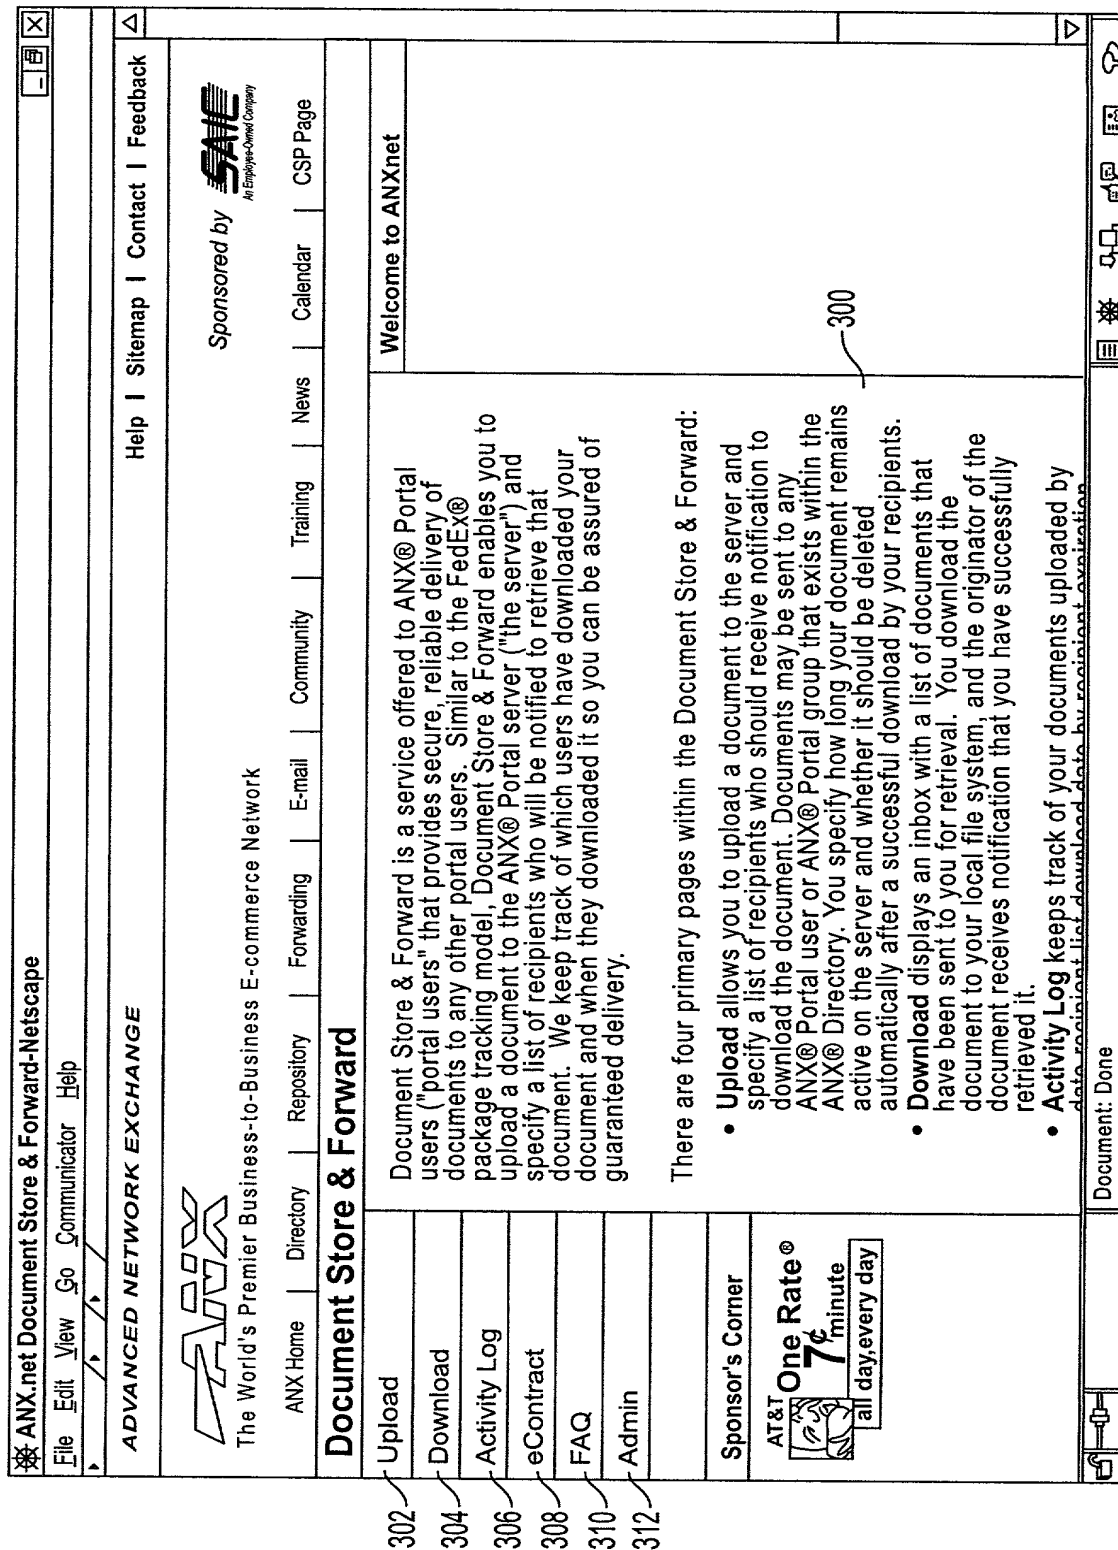 ANX.net Document Store & Forward-Netscape
File Edit View Go Communicator Help
ADVANCED NETWORK EXCHANGE
Help | Sitemap | Contact | Feedback
ANX
The World's Premier Business-to-Business E-commerce Network
Sponsored by SAIC
An Employee-Owned Company
ANX Home | Directory | Repository | Forwarding | E-mail | Community | Training | News | Calendar | CSP Page
Document Store & Forward
302 Upload
304 Download
306 Activity Log
308 eContract
310 FAQ
312 Admin
Sponsor's Corner
AT&T One Rate®
7¢ minute
all day,every day
Document Store & Forward is a service offered to ANX® Portal
users ("portal users" that provides secure, reliable delivery of
documents to any other portal users. Similar to the FedEx®
package tracking model, Document Store & Forward enables you to
upload a document to the ANX® Portal server ("the server") and
specify a list of recipients who will be notified to retrieve that
document. We keep track of which users have downloaded your
document and when they downloaded it so you can be assured of
guaranteed delivery.
There are four primary pages within the Document Store & Forward:
• Upload allows you to upload a document to the server and
specify a list of recipients who should receive notification to
download the document. Documents may be sent to any
ANX® Portal user or ANX® Portal group that exists within the
ANX® Directory. You specify how long your document remains
active on the server and whether it should be deleted
automatically after a successful download by your recipients.
• Download displays an inbox with a list of documents that
have been sent to you for retrieval. You download the
document to your local file system, and the originator of the
document receives notification that you have successfully
retrieved it.
• Activity Log keeps track of your documents uploaded by
date recipient list download date by recipient expiration
Welcome to ANXnet
300
Document: Done